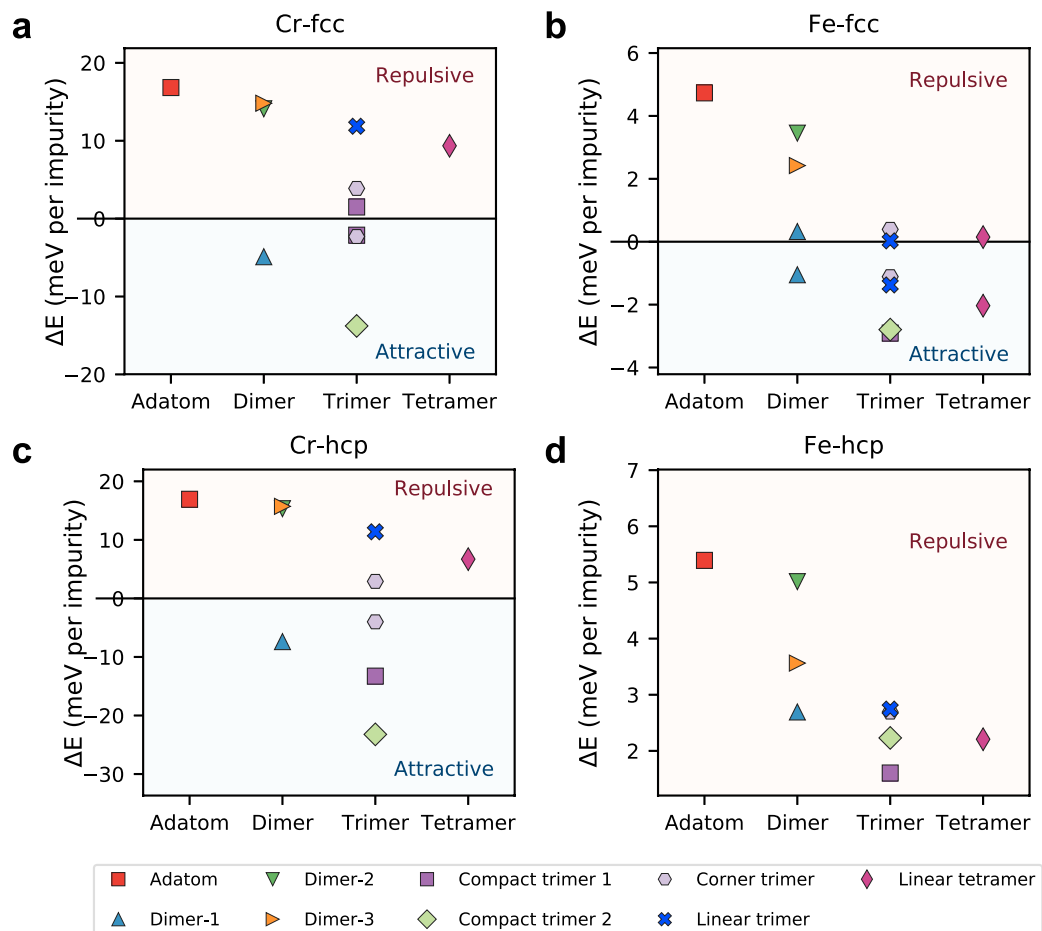 a
Cr-fcc
ΔE (meV per impurity)
20
10
0
−10
−20
Repulsive
Attractive
Adatom Dimer Trimer Tetramer
b
Fe-fcc
ΔE (meV per impurity)
6
4
2
0
−2
−4
Repulsive
Attractive
Adatom Dimer Trimer Tetramer
c
Cr-hcp
ΔE (meV per impurity)
20
10
0
−10
−20
−30
Repulsive
Attractive
Adatom Dimer Trimer Tetramer
d
Fe-hcp
ΔE (meV per impurity)
7
6
5
4
3
2
Repulsive
Adatom Dimer Trimer Tetramer
Adatom Dimer-2 Compact trimer 1 Corner trimer Linear tetramer
Dimer-1 Dimer-3 Compact trimer 2 Linear trimer